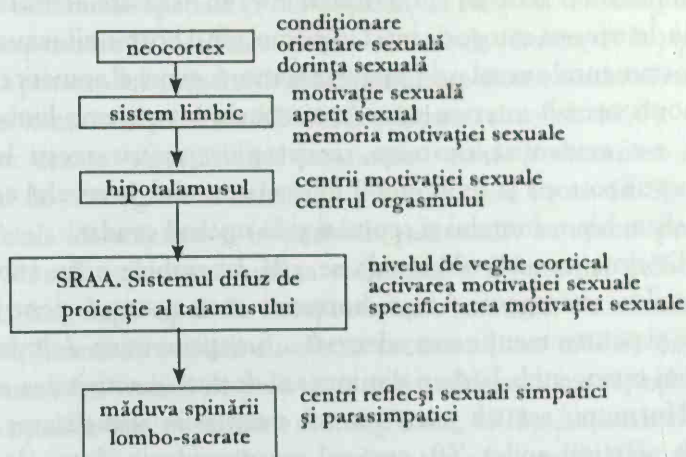 condiționare
neocortex
orientare sexuală
dorința sexuală
motivație sexuală
sistem limbic
apetit sexual
memoria motivației sexuale
hipotalamusul
centrii motivației sexuale
centrul orgasmului
SRAA. Sistemul difuz de
proiecție al talamusului
nivelul de veghe cortical
activarea motivației sexuale
specificitatea motivației sexuale
măduva spinării
lombo-sacrate
centri reflecși sexuali simpatici
și parasimpatici